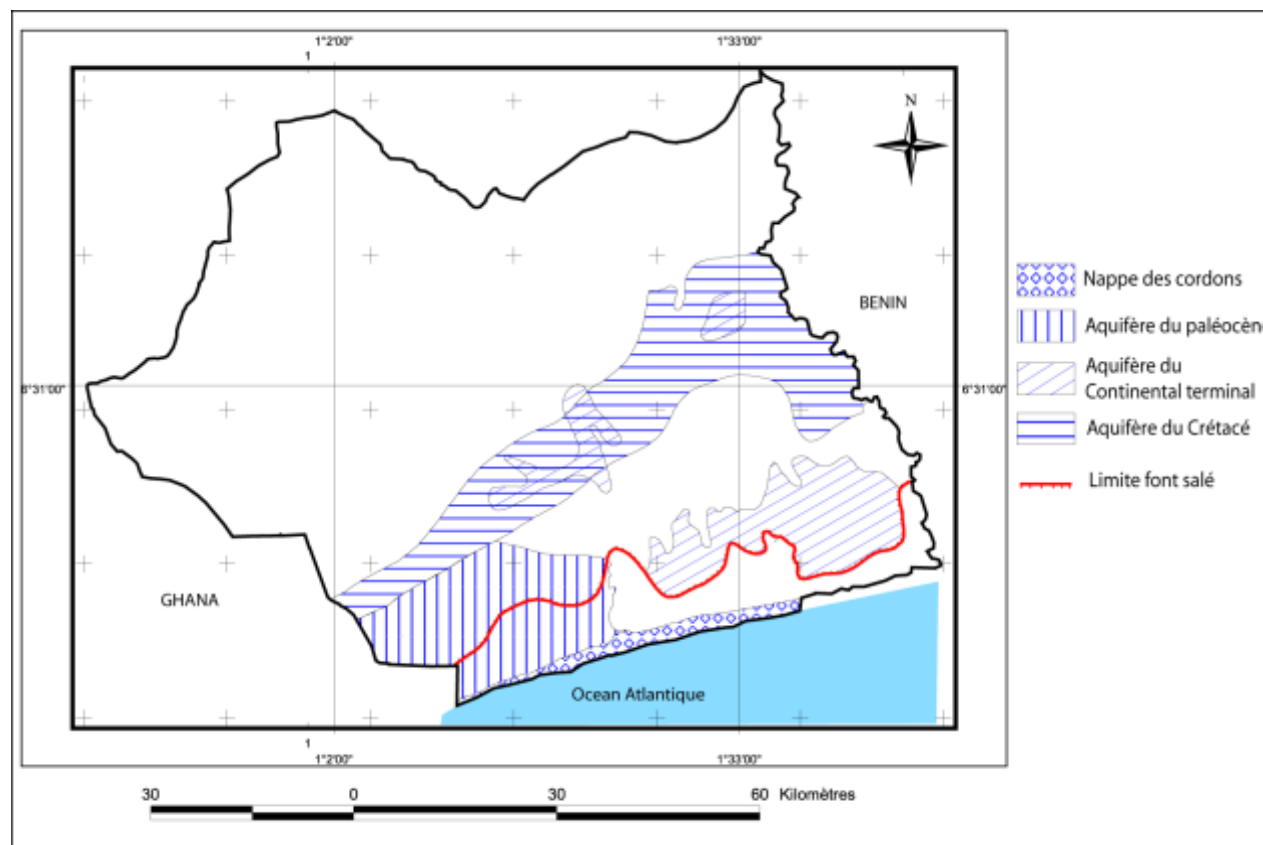 1°2'00" 1°33'00"
1
N
BENIN
6°31'00" 6°31'00"
GHANA
Ocean Atlantique
1
1°2'00" 1°33'00"
30 0 30 60 Kilomètres
Nappe des cordons
Aquifère du paléocène
Aquifère du
Continental terminal
Aquifère du Crétacé
Limite font salé